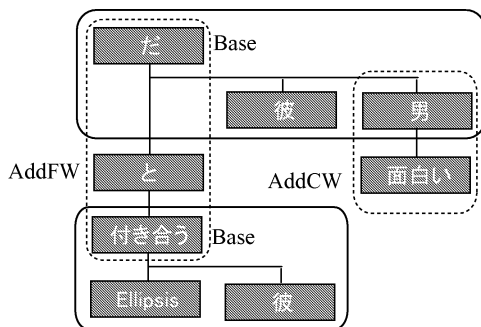 だ Base
彼 男
AddFW と AddCW 面白い
付き合う Base
Ellipsis 彼